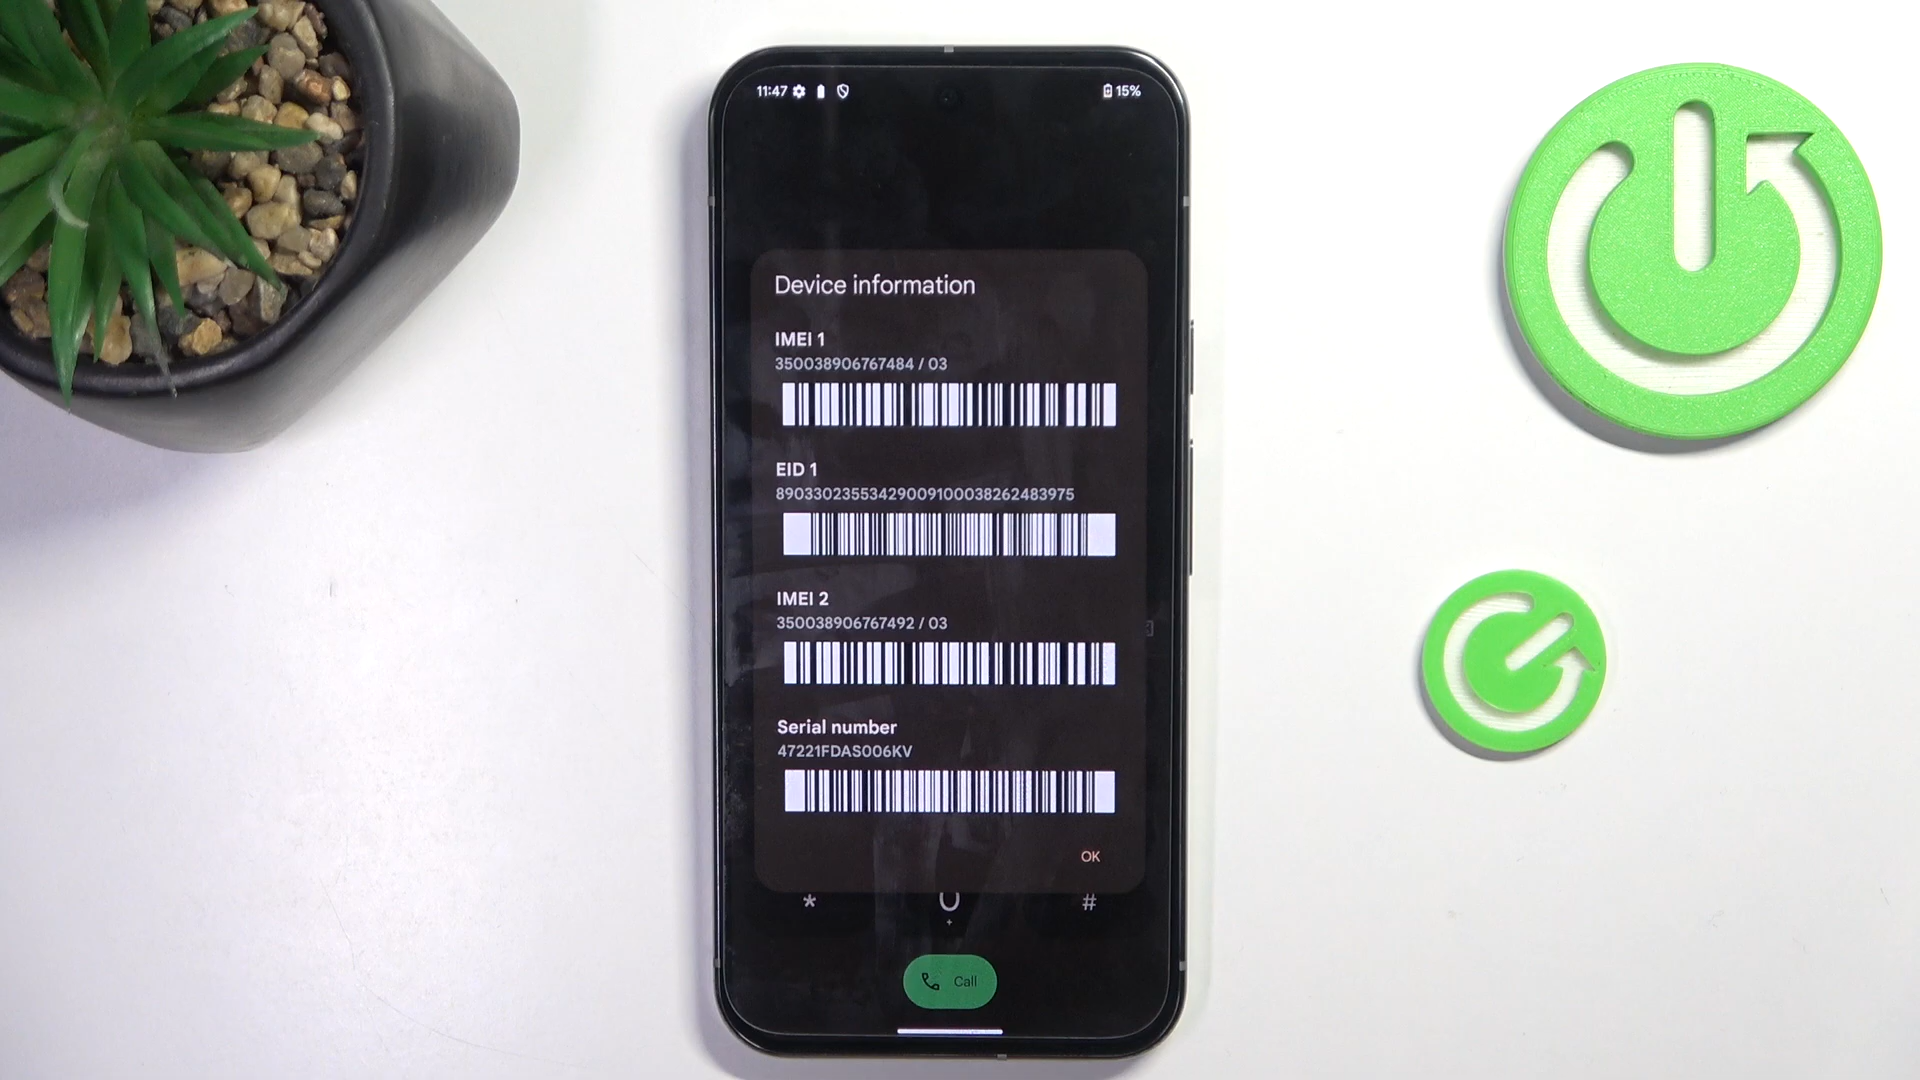 11:47 15%
Device information
IMEI 1
350038906767484 / 03
EID 1
89033023553429009100038262483975
IMEI 2
350038906767492 / 03
Serial number
47221FDAS006KV
OK
* 0 #
+
Call